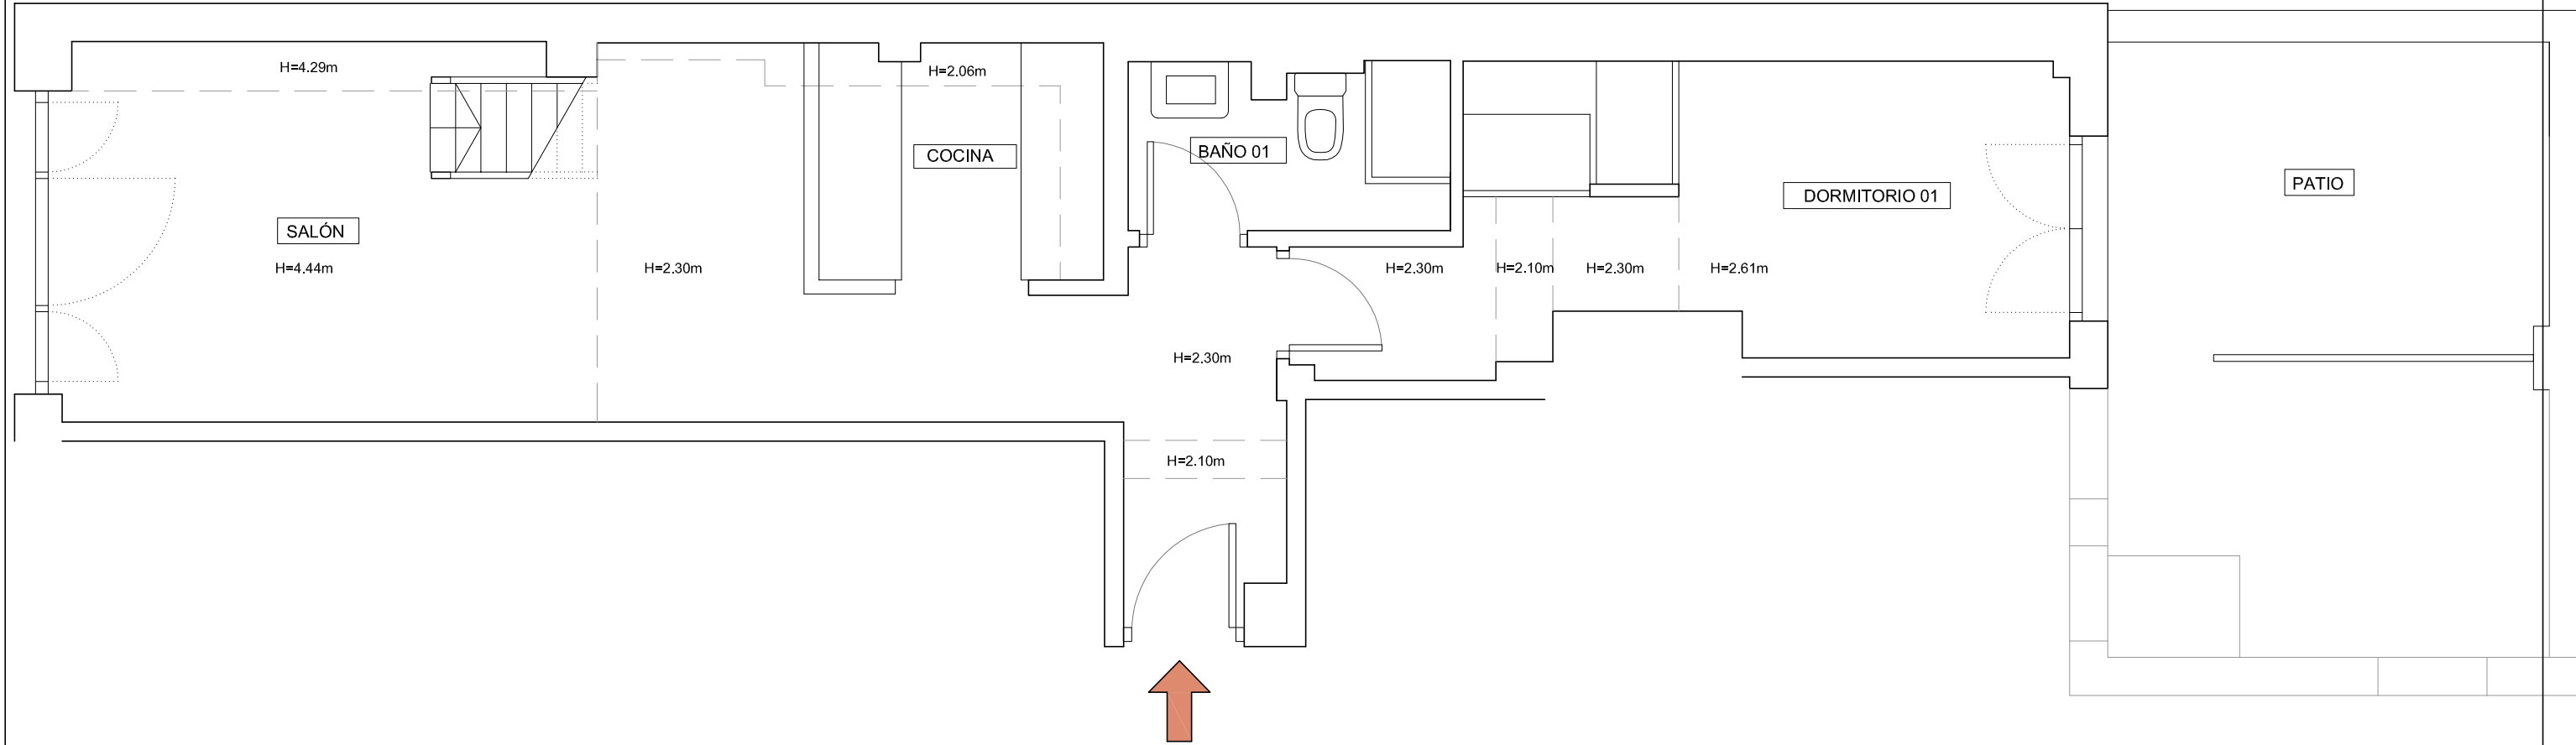 H=4.29m
H=2.06m
COCINA
BAÑO 01
DORMITORIO 01
PATIO
SALÓN
H=4.44m
H=2.30m
H=2.30m
H=2.10m
H=2.30m
H=2.61m
H=2.30m
H=2.10m